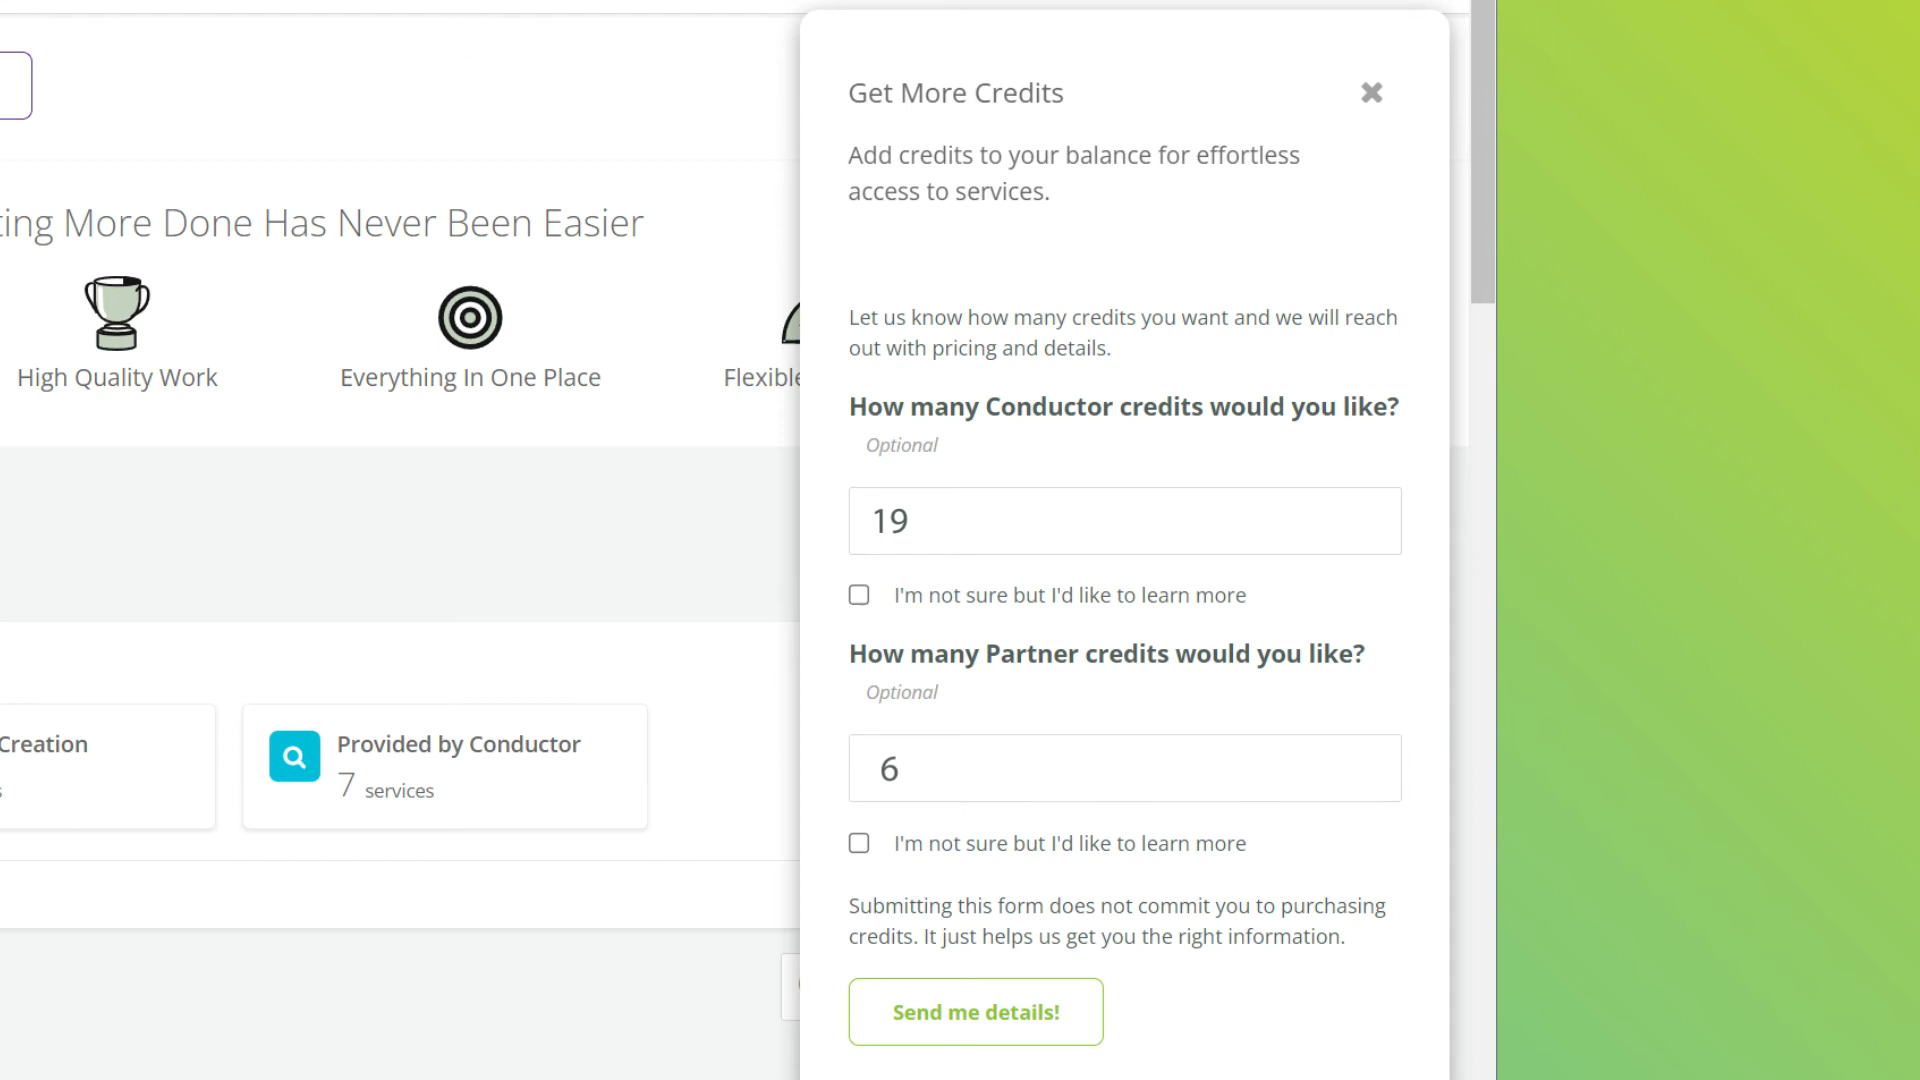 ting More Done Has Never Been Easier
High Quality Work
Everything In One Place
Flexible
Creation
Provided by Conductor
7 services
Get More Credits
Add credits to your balance for effortless
access to services.
Let us know how many credits you want and we will reach
out with pricing and details.
How many Conductor credits would you like?
Optional
19
I'm not sure but I'd like to learn more
How many Partner credits would you like?
Optional
6
I'm not sure but I'd like to learn more
Submitting this form does not commit you to purchasing
credits. It just helps us get you the right information.
Send me details!